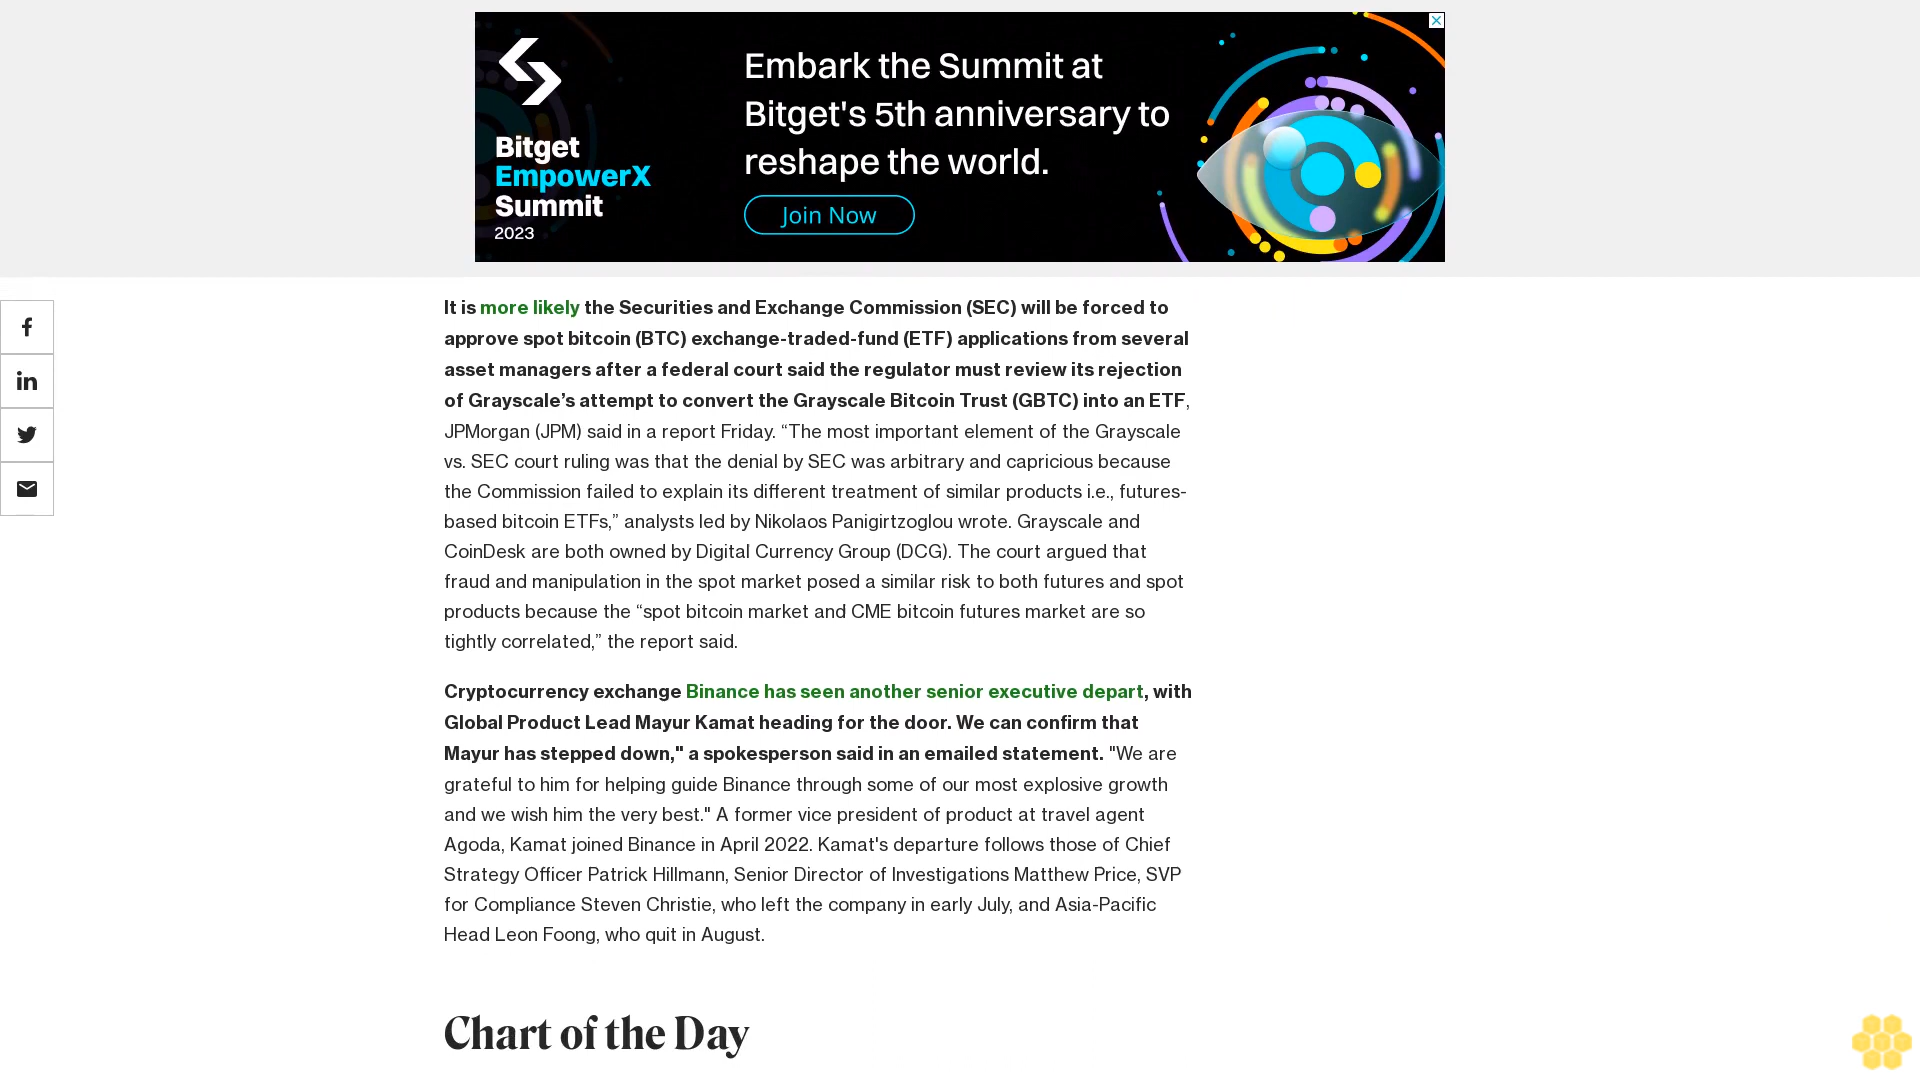 Embark the Summit at
Bitget's 5th anniversary to
reshape the world.
Join Now
Bitget
EmpowerX
Summit
2023
It is more likely the Securities and Exchange Commission (SEC) will be forced to
approve spot bitcoin (BTC) exchange-traded-fund (ETF) applications from several
asset managers after a federal court said the regulator must review its rejection
of Grayscale’s attempt to convert the Grayscale Bitcoin Trust (GBTC) into an ETF,
JPMorgan (JPM) said in a report Friday. “The most important element of the Grayscale
vs. SEC court ruling was that the denial by SEC was arbitrary and capricious because
the Commission failed to explain its different treatment of similar products i.e., futures-
based bitcoin ETFs,” analysts led by Nikolaos Panigirtzoglou wrote. Grayscale and
CoinDesk are both owned by Digital Currency Group (DCG). The court argued that
fraud and manipulation in the spot market posed a similar risk to both futures and spot
products because the “spot bitcoin market and CME bitcoin futures market are so
tightly correlated,” the report said.
Cryptocurrency exchange Binance has seen another senior executive depart, with
Global Product Lead Mayur Kamat heading for the door. We can confirm that
Mayur has stepped down," a spokesperson said in an emailed statement. "We are
grateful to him for helping guide Binance through some of our most explosive growth
and we wish him the very best." A former vice president of product at travel agent
Agoda, Kamat joined Binance in April 2022. Kamat's departure follows those of Chief
Strategy Officer Patrick Hillmann, Senior Director of Investigations Matthew Price, SVP
for Compliance Steven Christie, who left the company in early July, and Asia-Pacific
Head Leon Foong, who quit in August.
Chart of the Day